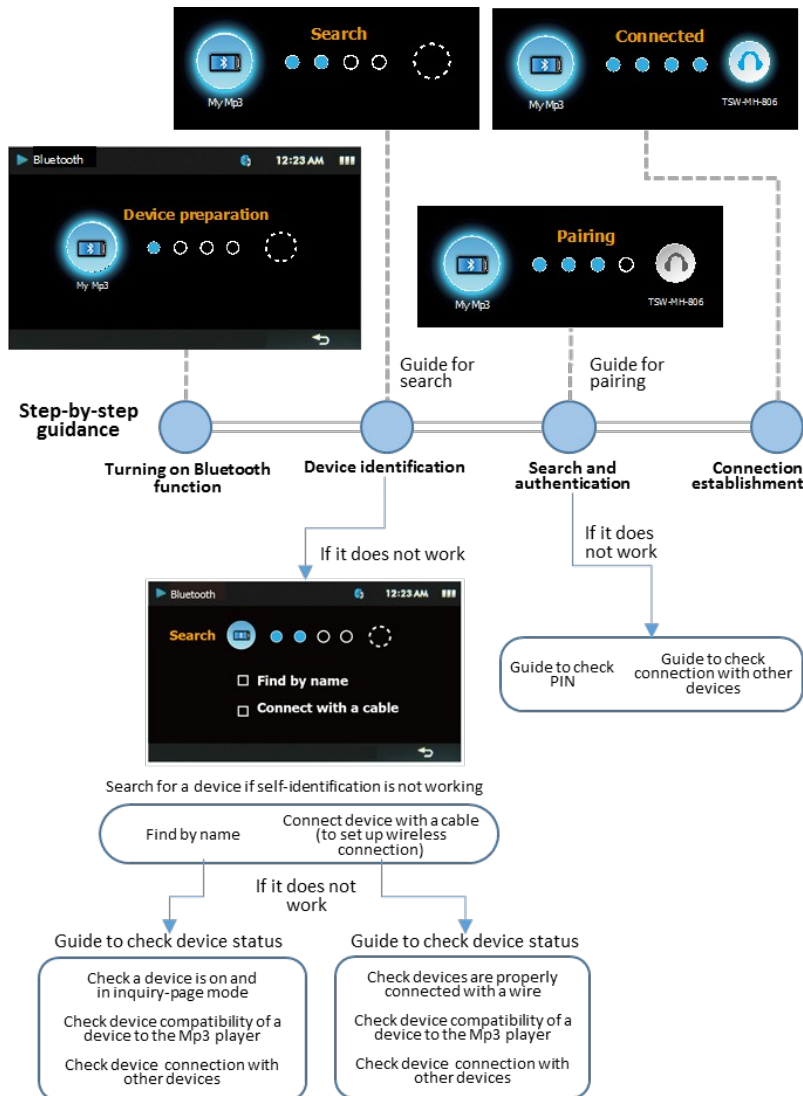 Search
My Mp3
Connected
My Mp3
TSW-MH-806
Bluetooth
12:23 AM
Device preparation
My Mp3
Pairing
My Mp3
TSW-MH-806
Guide for
search
Guide for
pairing
Step-by-step
guidance
Turning on Bluetooth
function
Device identification
Search and
authentication
Connection
establishment
If it does not work
If it does
not work
Bluetooth
12:23 AM
Search
Find by name
Connect with a cable
Guide to check
PIN
Guide to check
connection with other
devices
Search for a device if self-identification is not working
Find by name
Connect device with a cable
(to set up wireless
connection)
If it does not
work
Guide to check device status
Check a device is on and
in inquiry-page mode
Check device compatibility of a
device to the Mp3 player
Check device connection with
other devices
Guide to check device status
Check devices are properly
connected with a wire
Check device compatibility of a
device to the Mp3 player
Check device connection with
other devices